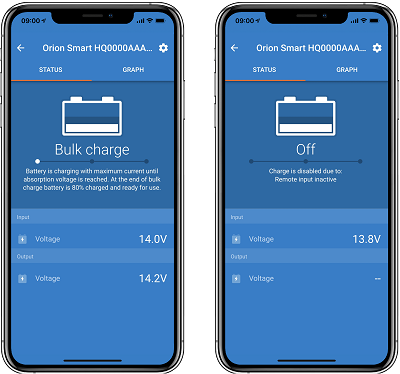 09:00
Orion Smart HQ0000AAA...
STATUS GRAPH
Bulk charge
Battery is charging with maximum current until
absorption voltage is reached. At the end of bulk
charge battery is 80% charged and ready for use.
Input
Voltage 14.0V
Output
Voltage 14.2V
09:00
Orion Smart HQ0000AAA...
STATUS GRAPH
Off
Charge is disabled due to:
Remote input inactive
Input
Voltage 13.8V
Output
Voltage --